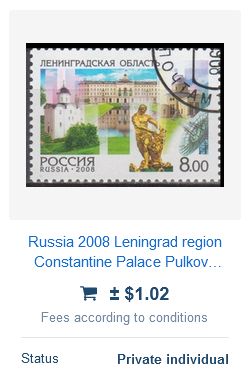 ЛЕНИНГРАДСКАЯ ОБЛАСТЬ
ПОЧТАМ
РОССИЯ
RUSSIA • 2008
8.00
Russia 2008 Leningrad region
Constantine Palace Pulkov...
± $1.02
Fees according to conditions
Status
Private individual